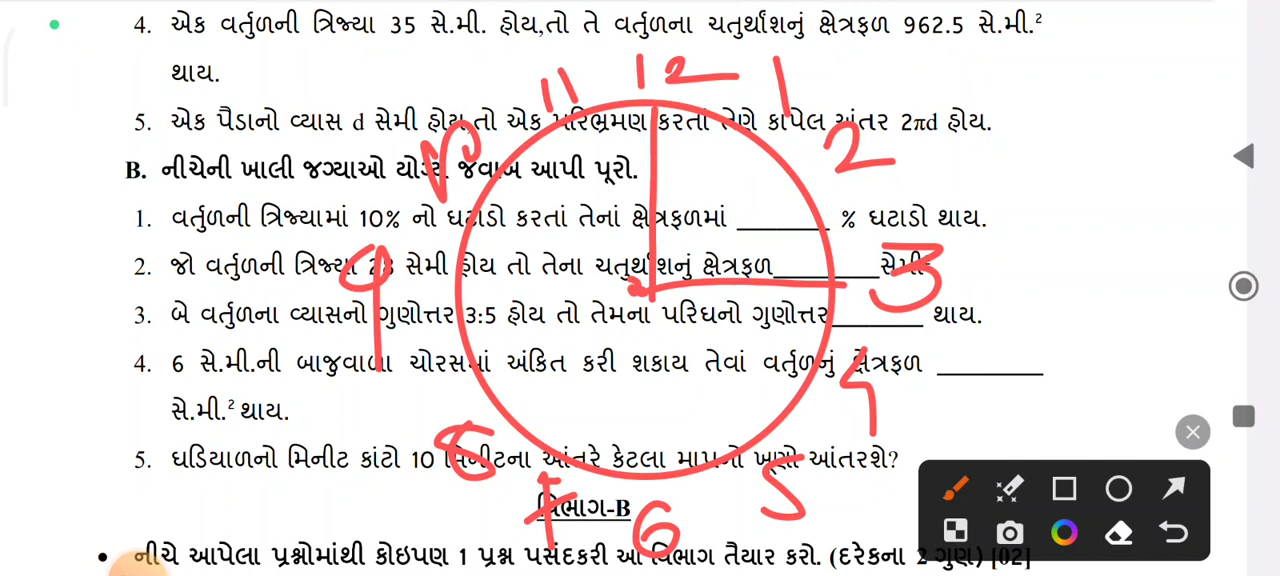 4. એક વર્તુળની ત્રિજ્યા 35 સે.મી. હોય,તો તે વર્તુળના ચતુર્થાંશનું ક્ષેત્રફળ 962.5 સે.મી.²
થાય.
11 12 1
5. એક પૈડાનો વ્યાસ d સેમી હોય તો એક પરિભ્રમણ કરતાં તેણે કાપેલ અંતર 2πd હોય.
2
B. નીચેની ખાલી જગ્યાઓ યોગ્ય જવાબ આપી પૂરો.
1. વર્તુળની ત્રિજ્યામાં 10% નો ઘટાડો કરતાં તેનાં ક્ષેત્રફળમાં ________ % ઘટાડો થાય.
2. જો વર્તુળની ત્રિજ્યા 28 સેમી હોય તો તેના ચતુર્થાંશનું ક્ષેત્રફળ_________સેમી
9 3
3. બે વર્તુળના વ્યાસનો ગુણોત્તર 3:5 હોય તો તેમના પરિઘનો ગુણોત્તર________ થાય.
4. 6 સે.મી.ની બાજુવાળા ચોરસમાં અંકિત કરી શકાય તેવાં વર્તુળનું ક્ષેત્રફળ _________
4
સે.મી.² થાય.
8
5. ઘડિયાળનો મિનીટ કાંટો 10 મિનીટના આંતરે કેટલા માપનો ખૂણો આંતરશે?
7 6 5
વિભાગ-B
• નીચે આપેલા પ્રશ્નોમાંથી કોઇપણ 1 પ્રશ્ન પસંદકરી આ વિભાગ તૈયાર કરો. (દરેકના 2 ગુણ) [02]